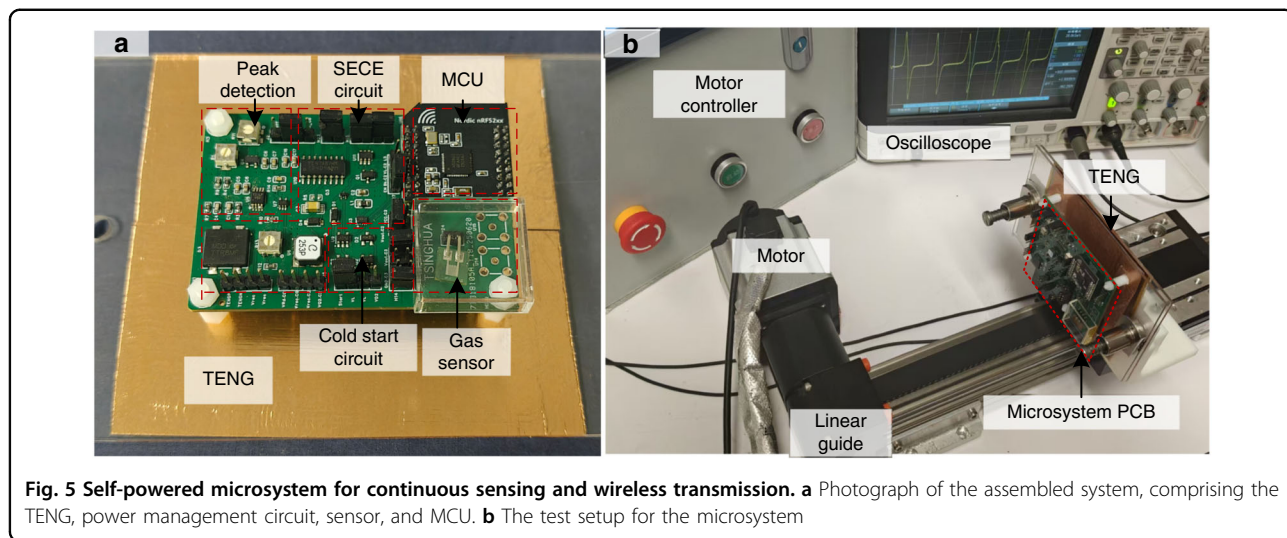 a
Peak
detection
SECE
circuit
MCU
Nordic nRF52xx
TSINGHUA
253P
Cold start
circuit
Gas
sensor
TENG
b
Motor
controller
Oscilloscope
TENG
Motor
Linear
guide
Microsystem PCB
Fig. 5 Self-powered microsystem for continuous sensing and wireless transmission. a Photograph of the assembled system, comprising the
TENG, power management circuit, sensor, and MCU. b The test setup for the microsystem